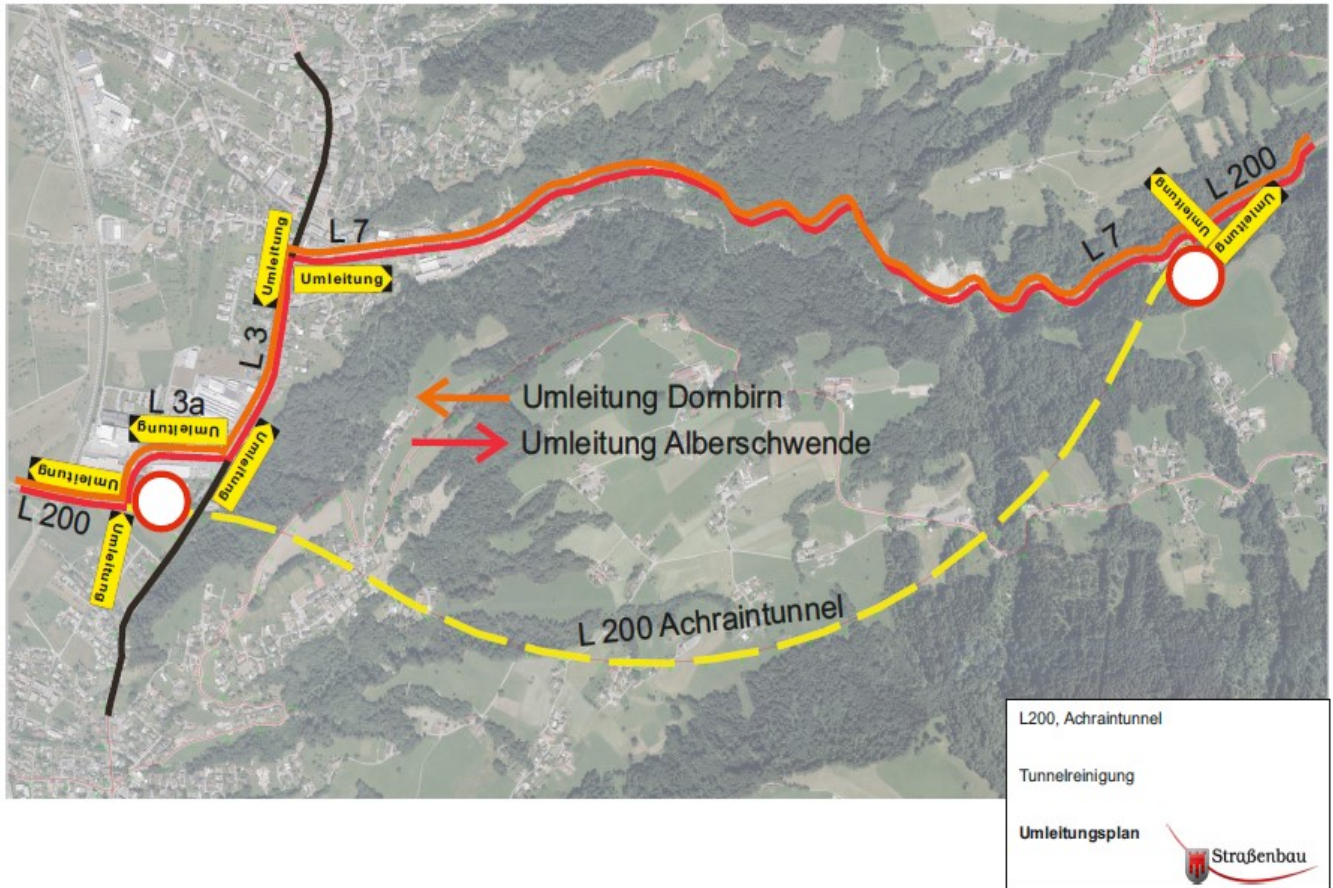 L 200
L 7
Umleitung
Umleitung
Umleitung
L 7
Umleitung
L 3
L 3a
Umleitung
Umleitung
Umleitung
L 200
Umleitung
Umleitung Dornbirn
Umleitung Alberschwende
L 200 Achraintunnel
L200, Achraintunnel
Tunnelreinigung
Umleitungsplan
Straßenbau